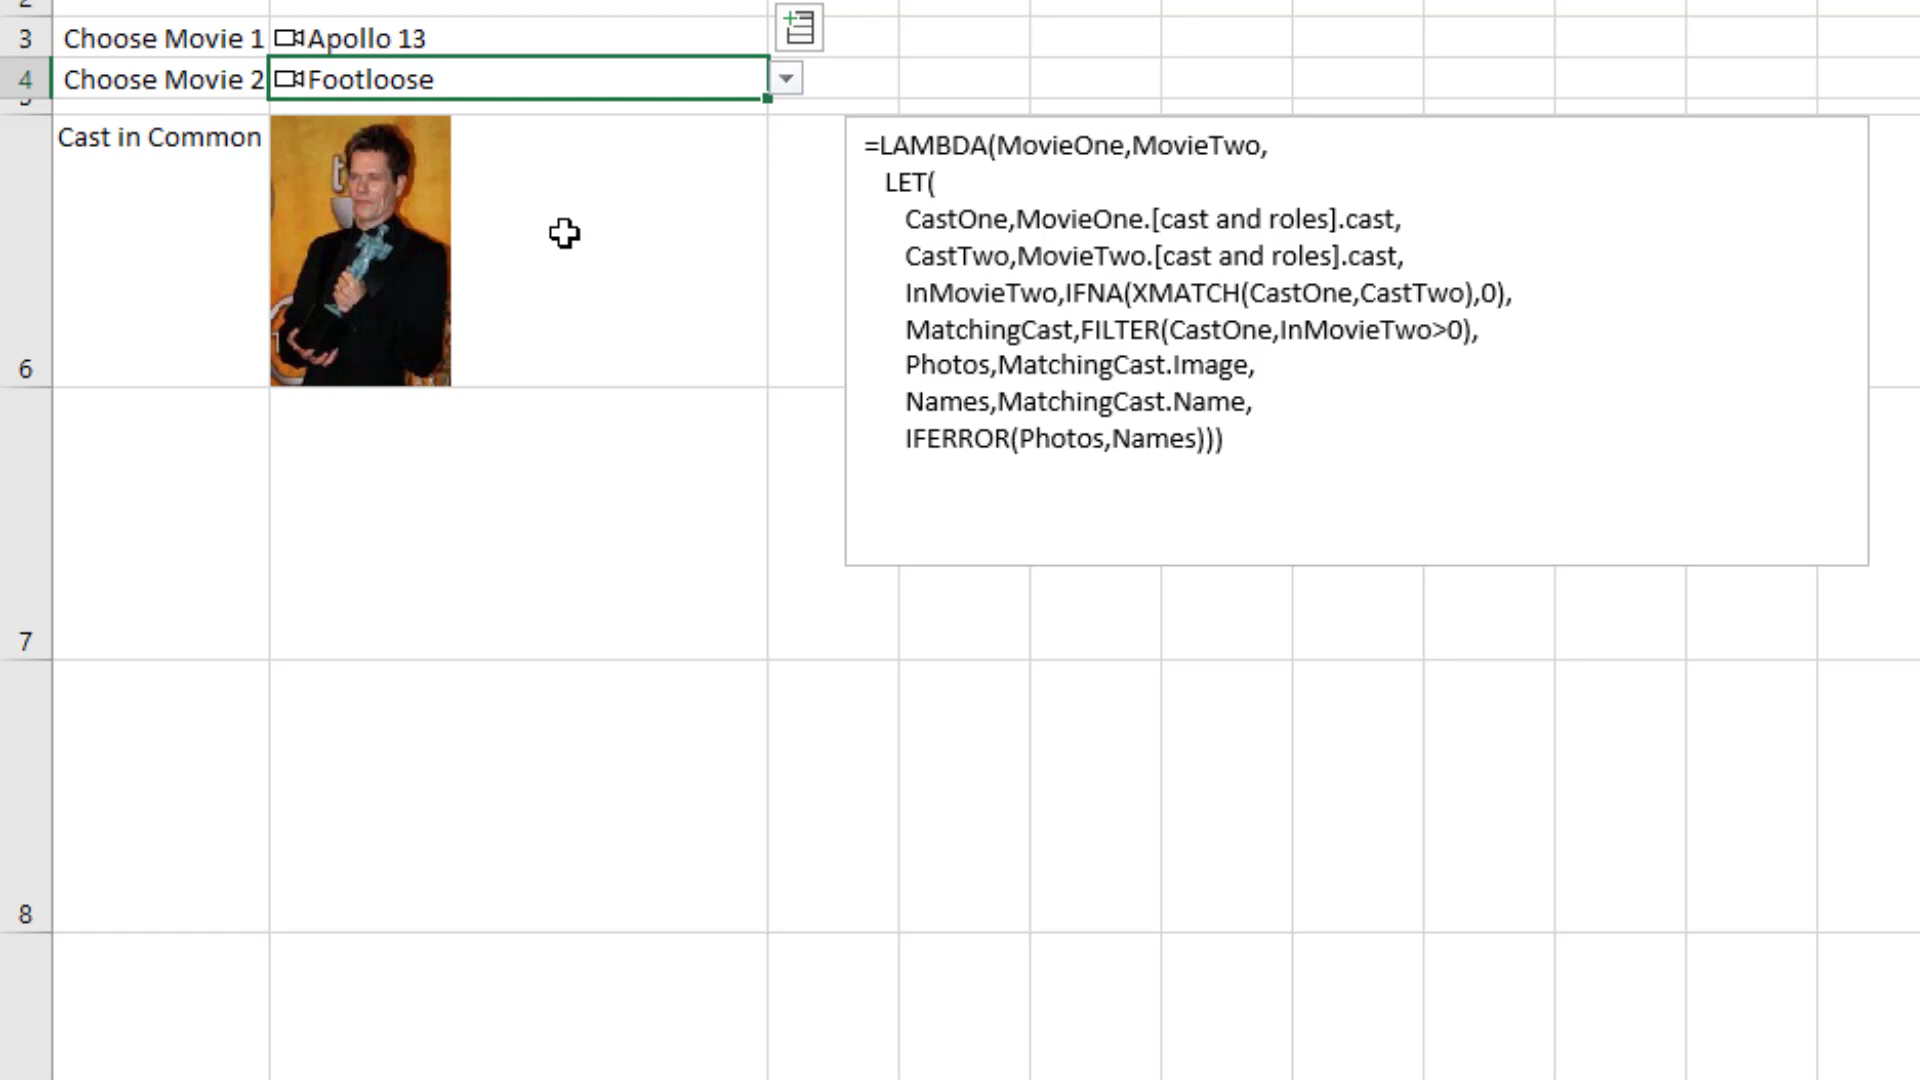 2
3 Choose Movie 1 Apollo 13
4 Choose Movie 2 Footloose
5
Cast in Common
6
7
8
=LAMBDA(MovieOne,MovieTwo,
LET(
CastOne,MovieOne.[cast and roles].cast,
CastTwo,MovieTwo.[cast and roles].cast,
InMovieTwo,IFNA(XMATCH(CastOne,CastTwo),0),
MatchingCast,FILTER(CastOne,InMovieTwo>0),
Photos,MatchingCast.Image,
Names,MatchingCast.Name,
IFERROR(Photos,Names)))